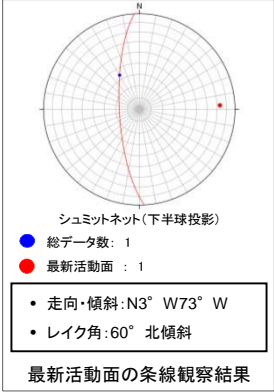 N
シュミットネット(下半球投影)
総データ数: 1
最新活動面 : 1
• 走向・傾斜:N3° W73° W
• レイク角:60° 北傾斜
最新活動面の条線観察結果